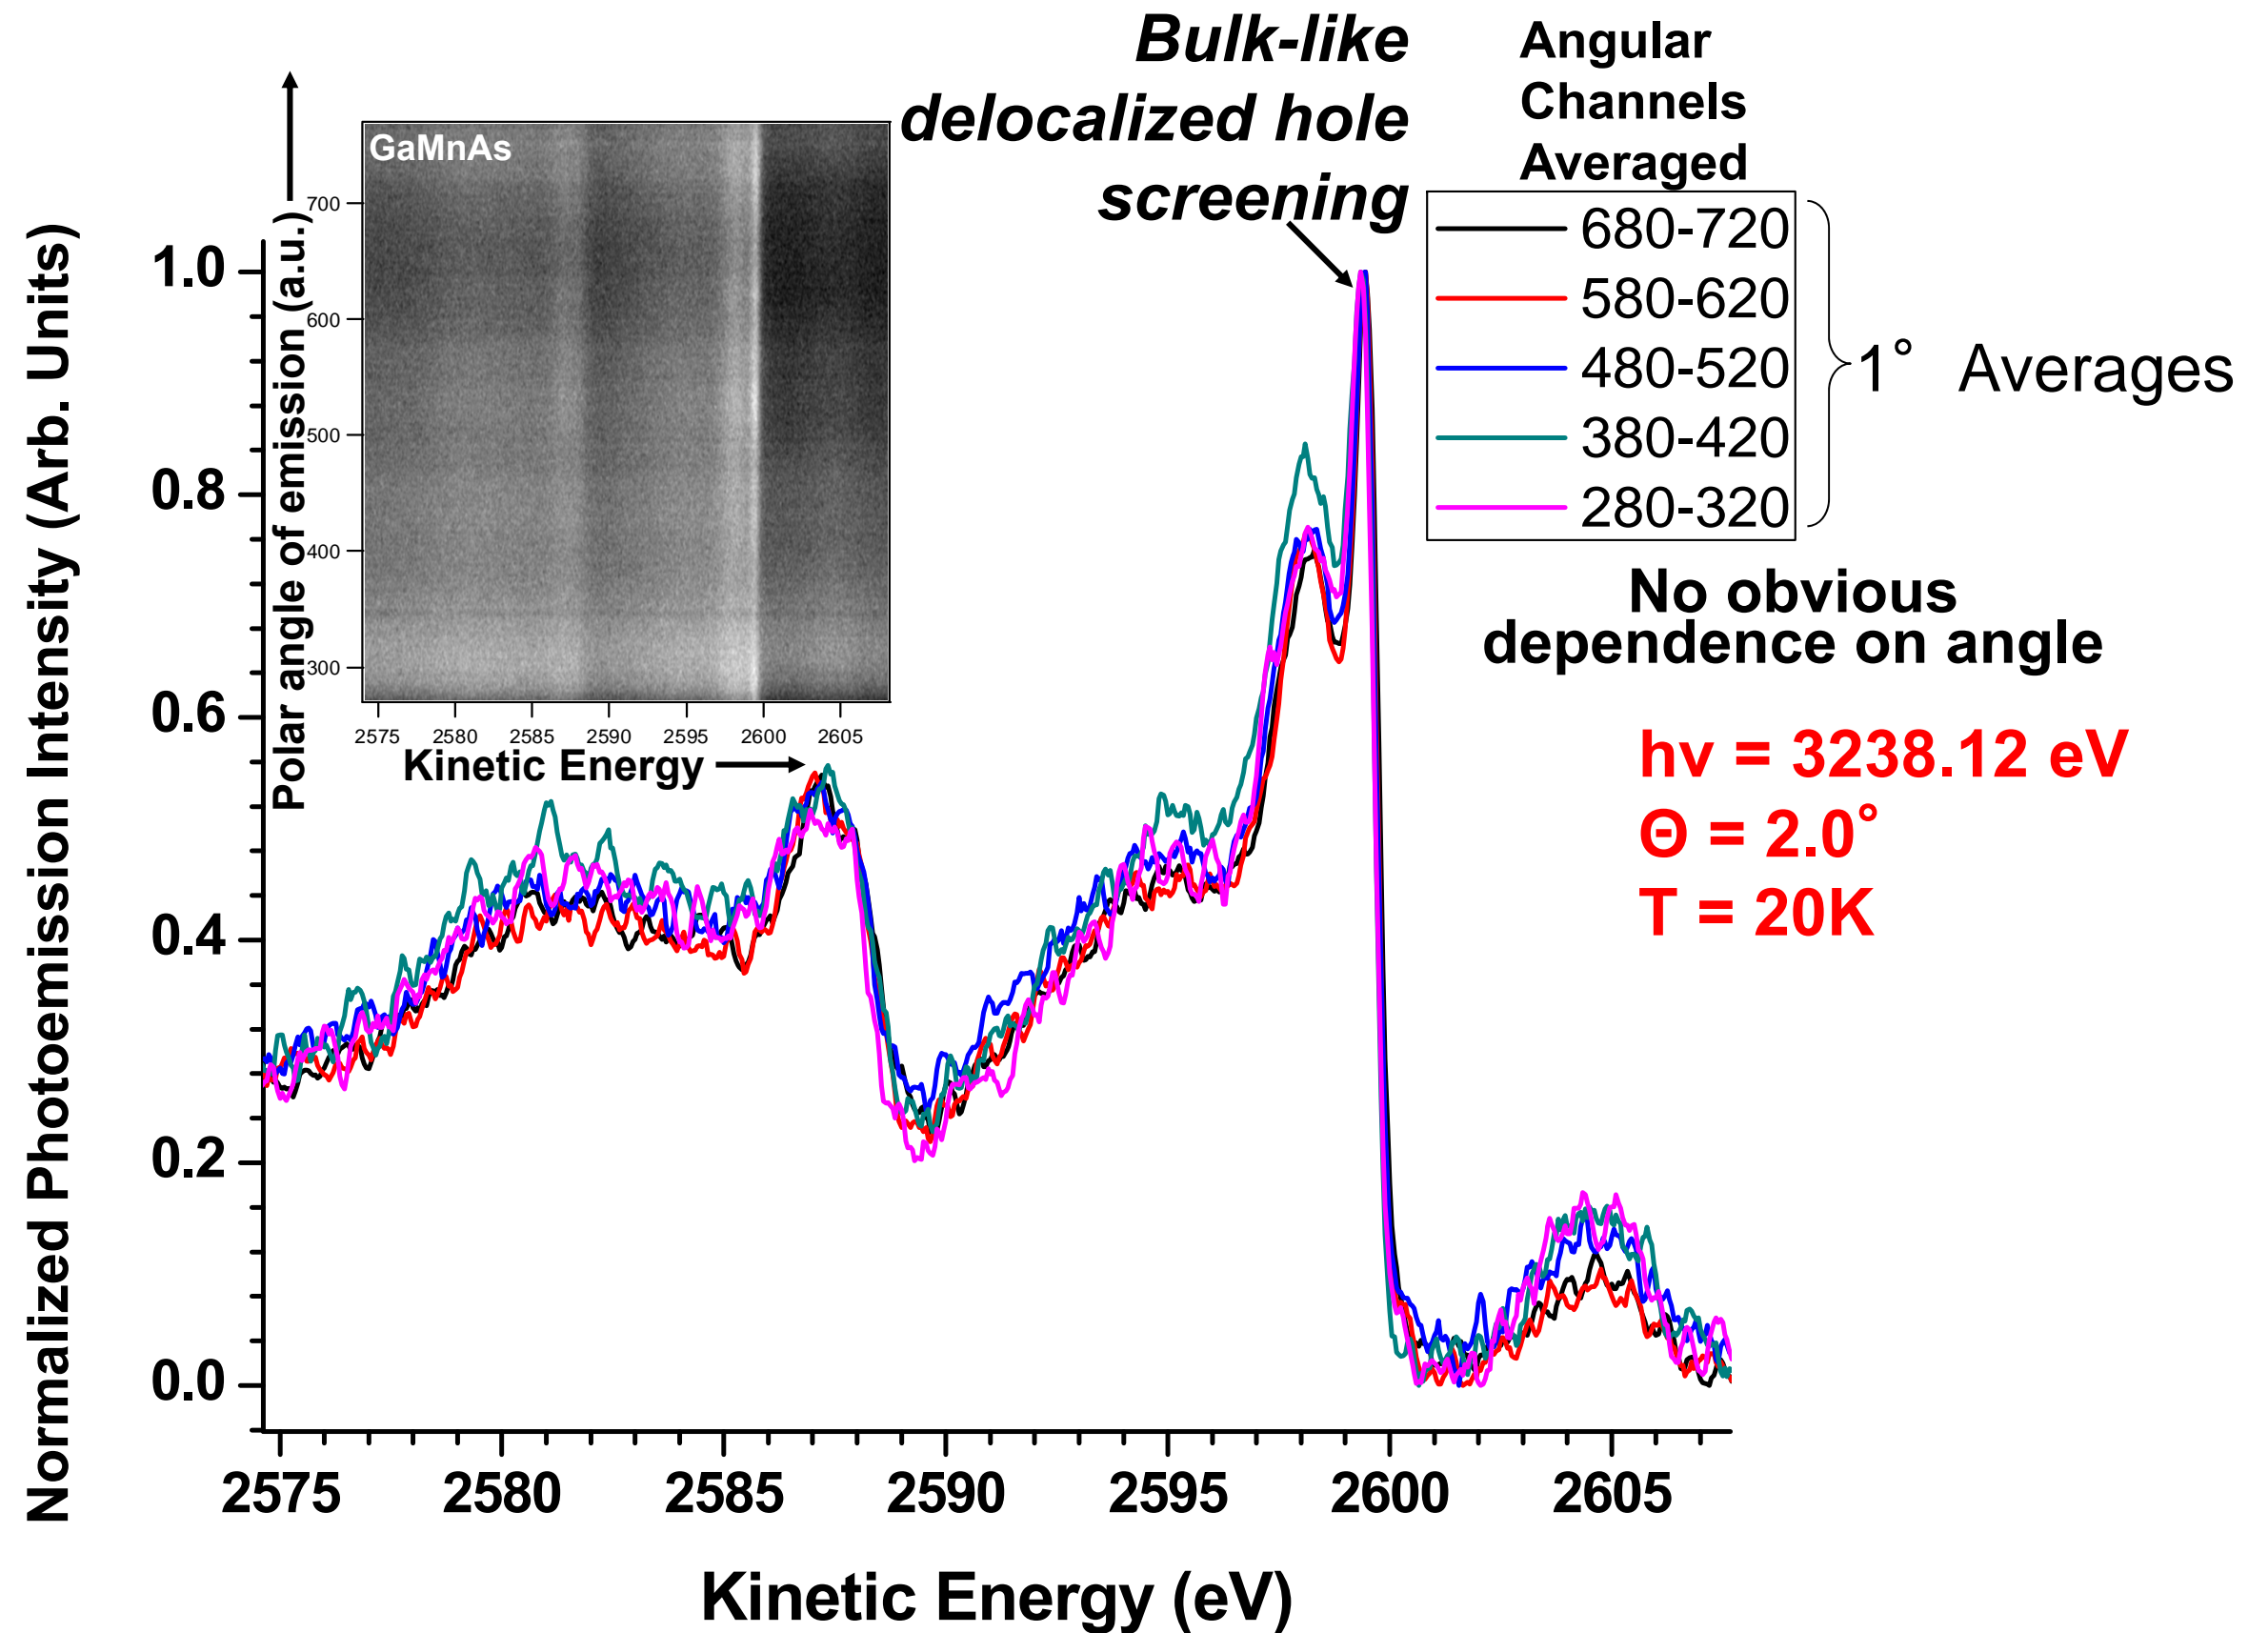 Bulk-like
delocalized hole
screening
Angular
Channels
Averaged
680-720
580-620
480-520
380-420
280-320
1° Averages
No obvious
dependence on angle
hν = 3238.12 eV
Θ = 2.0°
T = 20K
GaMnAs
Polar angle of emission (a.u.)
700
600
500
400
300
2575 2580 2585 2590 2595 2600 2605
Kinetic Energy
Normalized Photoemission Intensity (Arb. Units)
1.0
0.8
0.6
0.4
0.2
0.0
2575 2580 2585 2590 2595 2600 2605
Kinetic Energy (eV)